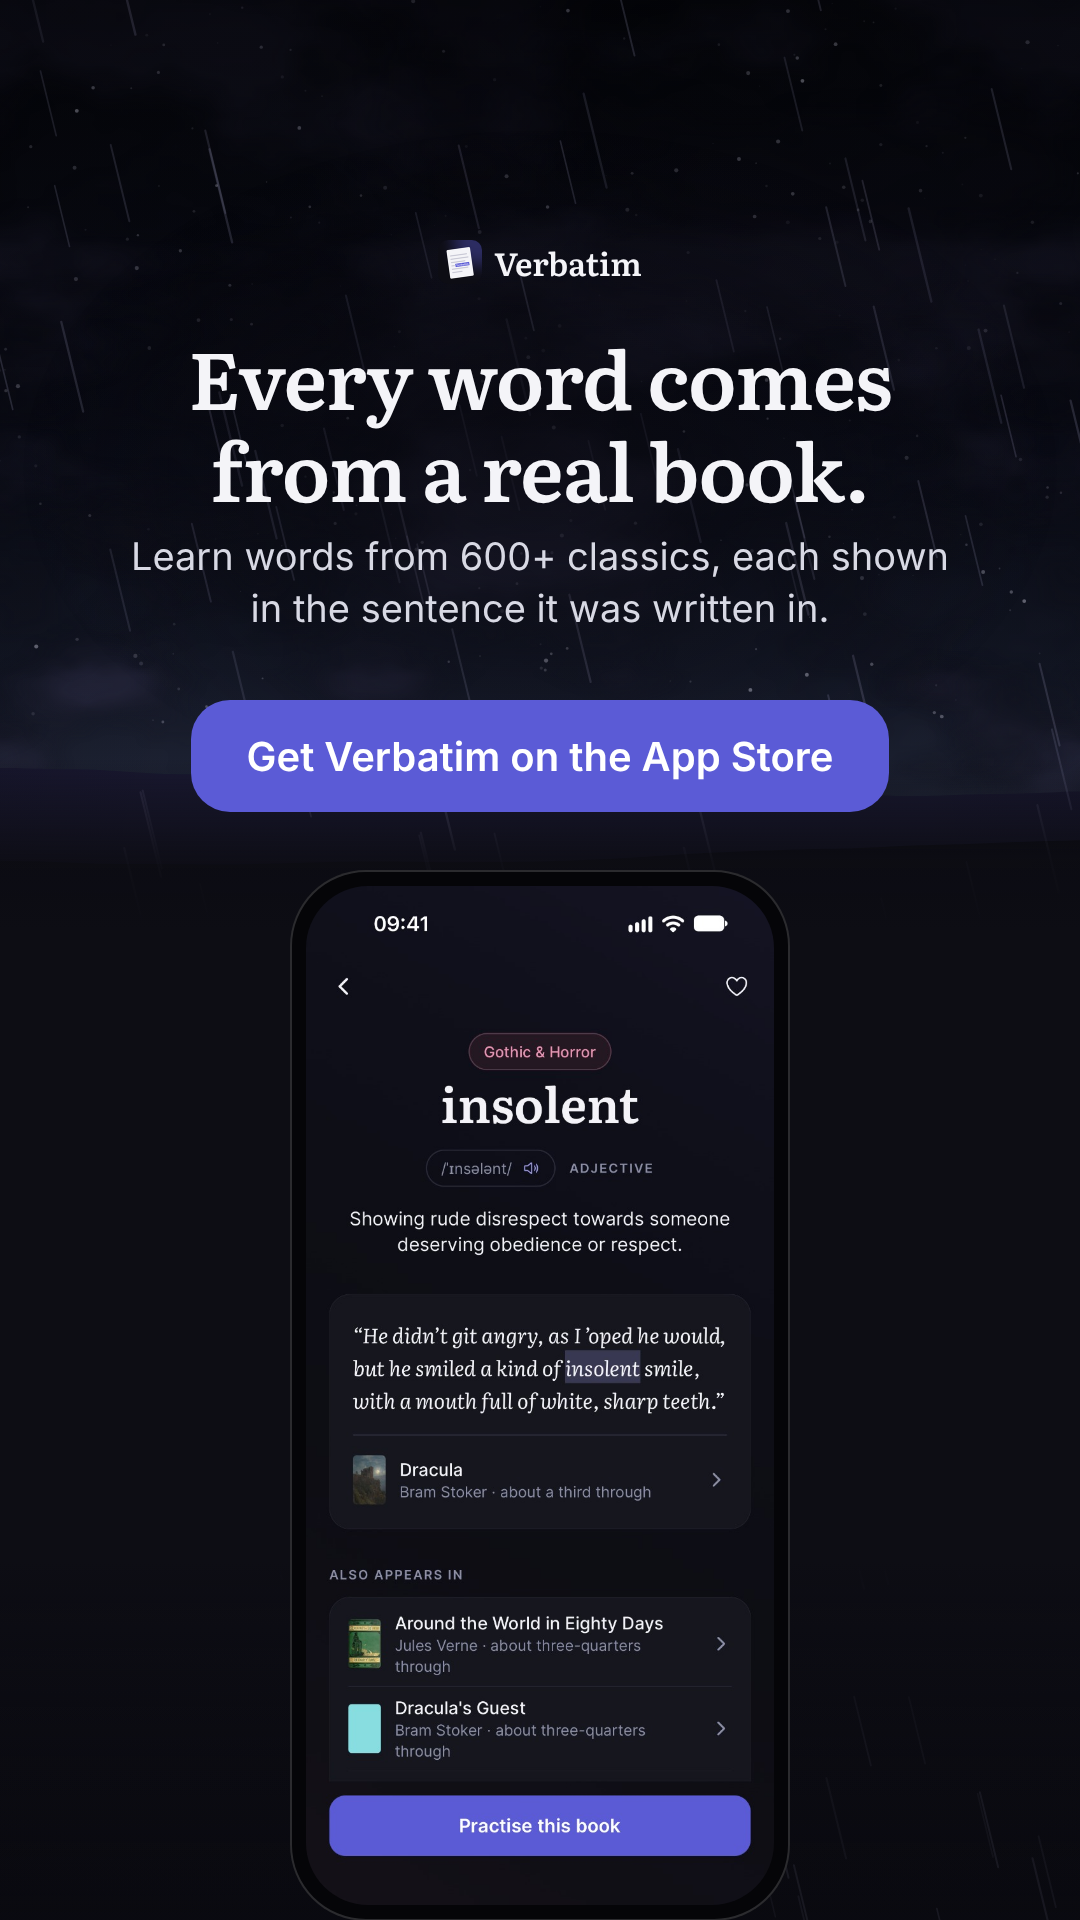 Verbatim
Every word comes
from a real book.
Learn words from 600+ classics, each shown
in the sentence it was written in.
Get Verbatim on the App Store
09:41
Gothic & Horror
insolent
/ˈɪnsələnt/ ADJECTIVE
Showing rude disrespect towards someone
deserving obedience or respect.
“He didn’t git angry, as I ’oped he would,
but he smiled a kind of insolent smile,
with a mouth full of white, sharp teeth.”
Dracula
Bram Stoker · about a third through
ALSO APPEARS IN
Around the World in Eighty Days
Jules Verne · about three-quarters
through
Dracula's Guest
Bram Stoker · about three-quarters
through
Practise this book